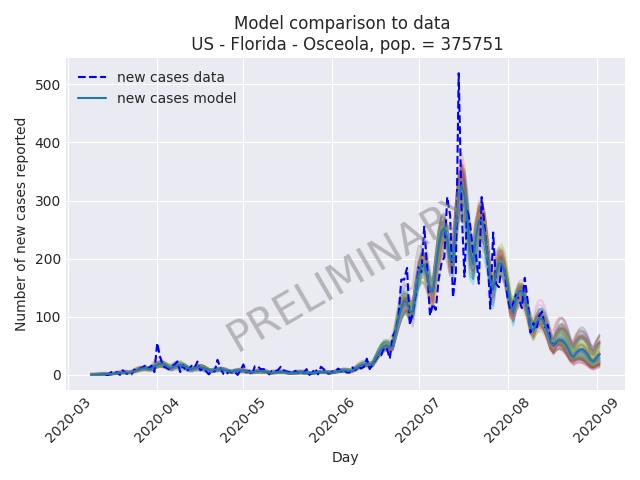 Model comparison to data
US - Florida - Osceola, pop. = 375751
new cases data
new cases model
PRELIMINARY
Number of new cases reported
500
400
300
200
100
0
2020-03
2020-04
2020-05
2020-06
2020-07
2020-08
2020-09
Day